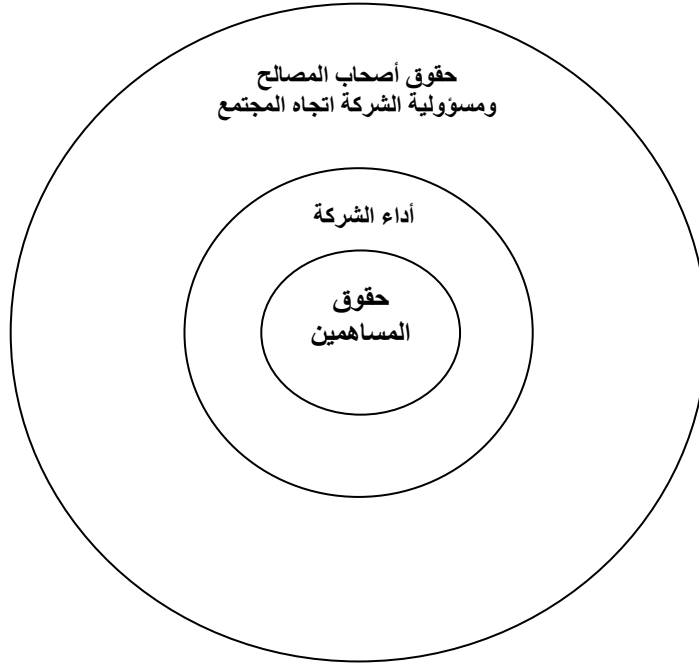 حقوق أصحاب المصالح
ومسؤولية الشركة اتجاه المجتمع
أداء الشركة
حقوق
المساهمين